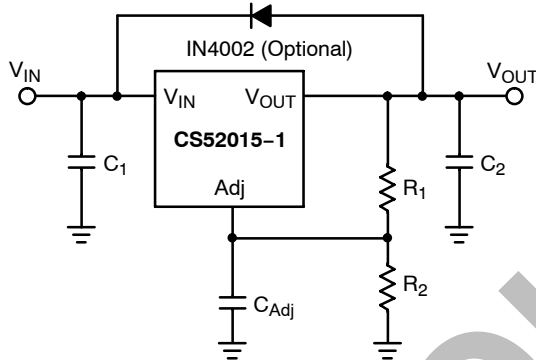 IN4002 (Optional)
VIN
VOUT
VIN
VOUT
CS52015−1
Adj
C1
C2
R1
R2
CAdj